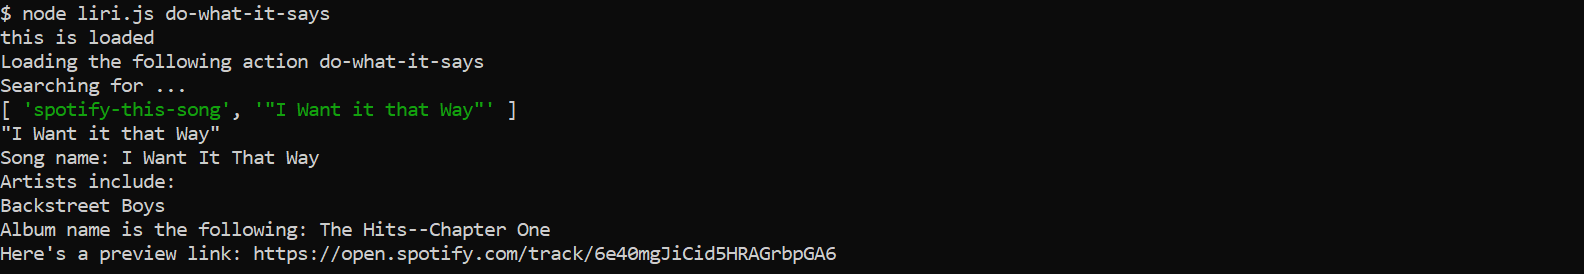 $ node liri.js do-what-it-says
this is loaded
Loading the following action do-what-it-says
Searching for ...
[ 'spotify-this-song', '"I Want it that Way"' ]
"I Want it that Way"
Song name: I Want It That Way
Artists include:
Backstreet Boys
Album name is the following: The Hits--Chapter One
Here's a preview link: https://open.spotify.com/track/6e40mgJiCid5HRAGrbpGA6